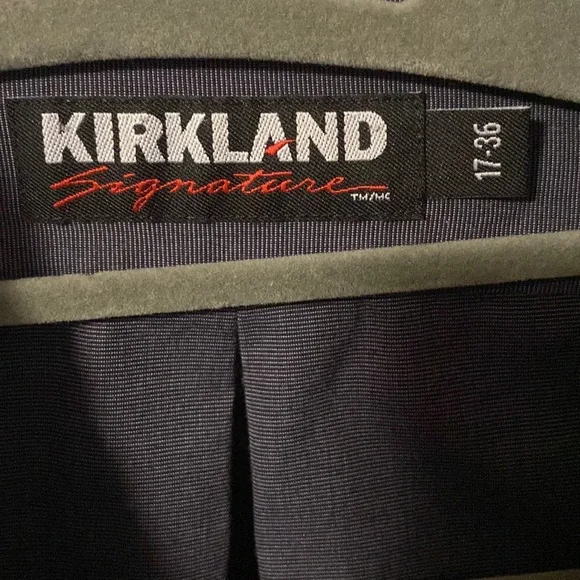 KIRKLAND
Signature
TM/MC
17-36